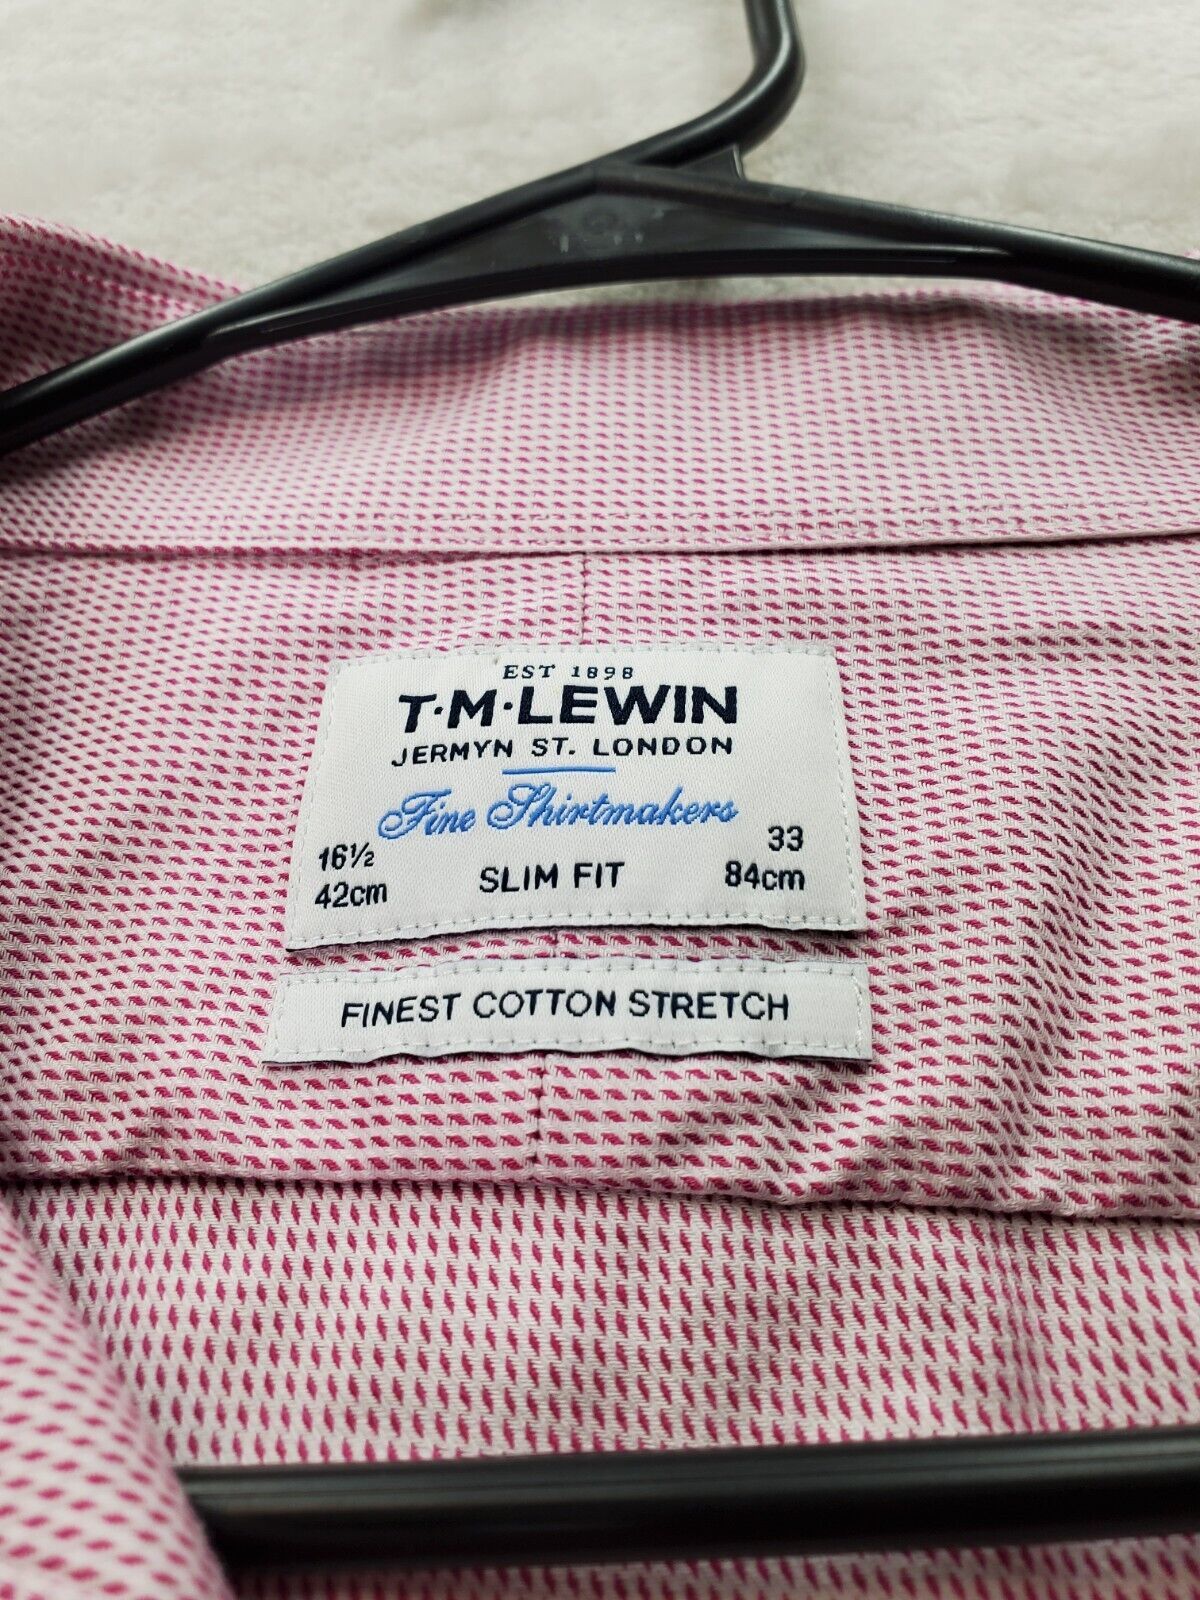 EST 1898
T·M·LEWIN
JERMYN ST. LONDON
Fine Shirtmakers
16½ 33
42cm SLIM FIT 84cm
FINEST COTTON STRETCH